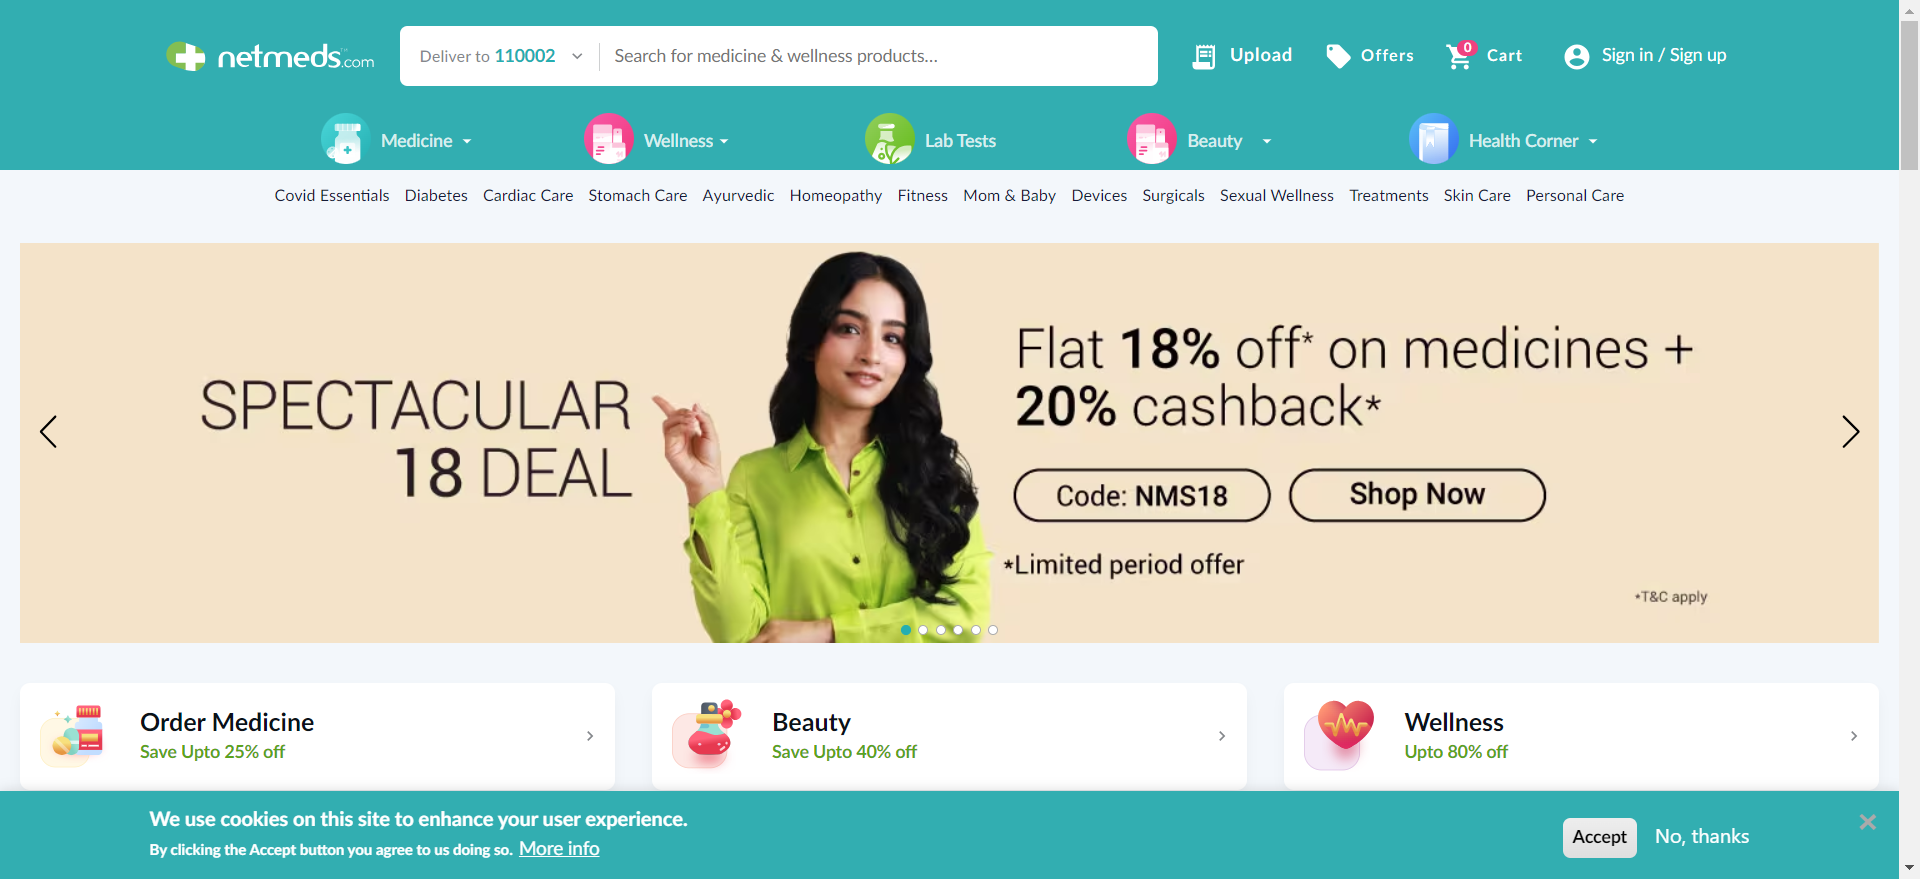 netmeds.com
Deliver to 110002
Search for medicine & wellness products...
Upload
Offers
0
Cart
Sign in / Sign up
Medicine
Wellness
Lab Tests
Beauty
Health Corner
Covid Essentials Diabetes Cardiac Care Stomach Care Ayurvedic Homeopathy Fitness Mom & Baby Devices Surgicals Sexual Wellness Treatments Skin Care Personal Care
SPECTACULAR
18 DEAL
Flat 18% off* on medicines +
20% cashback*
Code: NMS18
Shop Now
*Limited period offer
*T&C apply
Order Medicine
Save Upto 25% off
Beauty
Save Upto 40% off
Wellness
Upto 80% off
We use cookies on this site to enhance your user experience.
By clicking the Accept button you agree to us doing so. More info
Accept
No, thanks